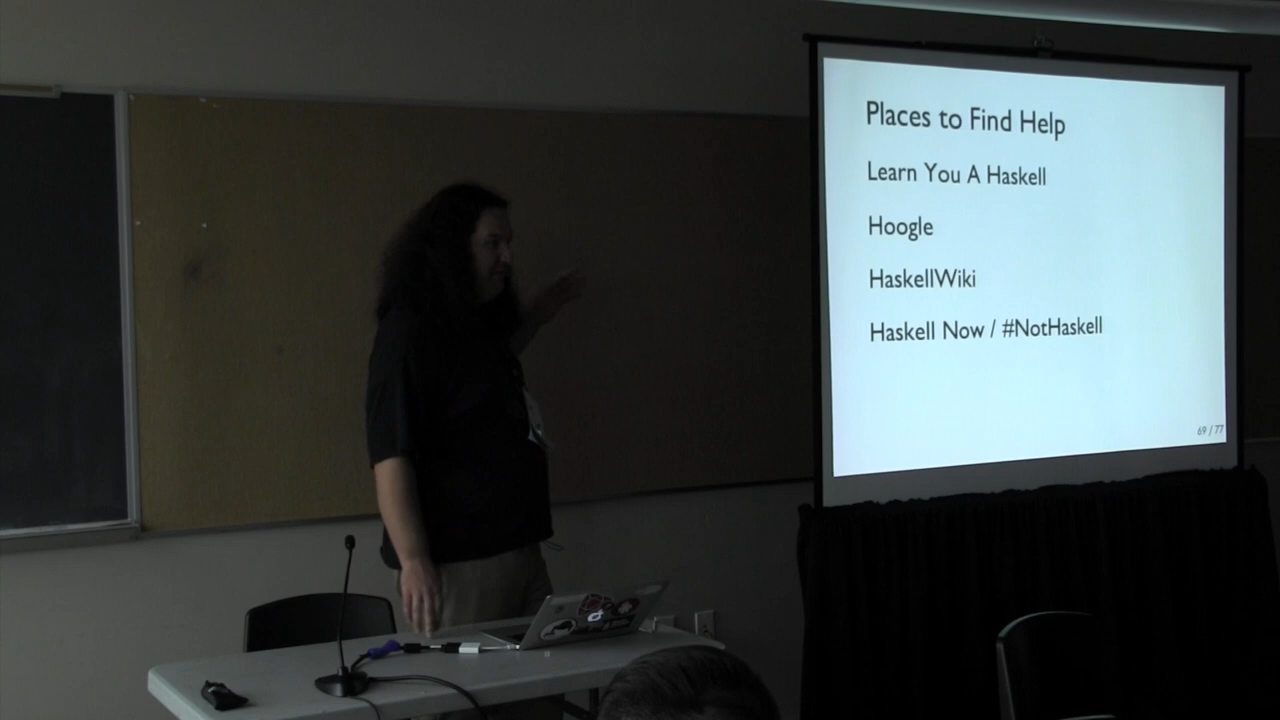 Places to Find Help
Learn You A Haskell
Hoogle
HaskellWiki
Haskell Now / #NotHaskell
69 / 77